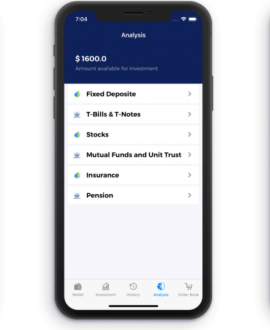 7:04
Analysis
$ 1600.0
Amount available for Investment
Fixed Deposite
T-Bills & T-Notes
Stocks
Mutual Funds and Unit Trust
Insurance
Pension
Wallet Investment History Analysis Order Book